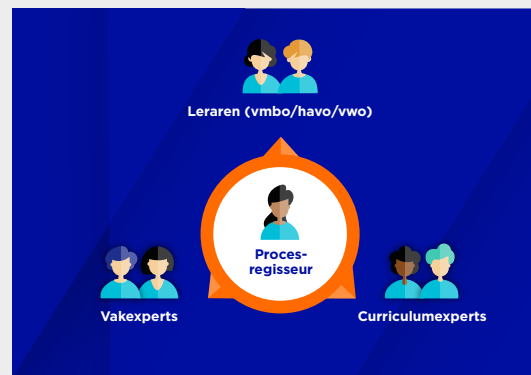 Leraren (vmbo/havo/vwo)
Proces-
regisseur
Vakexperts
Curriculumexperts